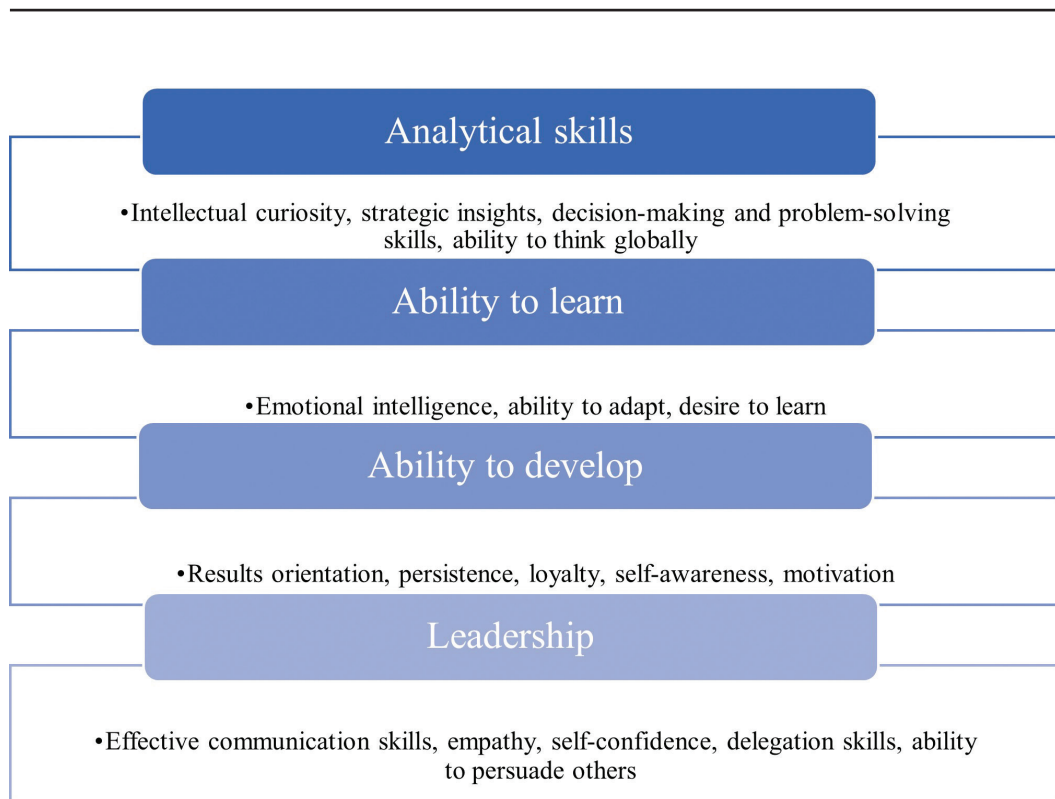 Analytical skills
•Intellectual curiosity, strategic insights, decision-making and problem-solving
skills, ability to think globally
Ability to learn
•Emotional intelligence, ability to adapt, desire to learn
Ability to develop
•Results orientation, persistence, loyalty, self-awareness, motivation
Leadership
•Effective communication skills, empathy, self-confidence, delegation skills, ability
to persuade others